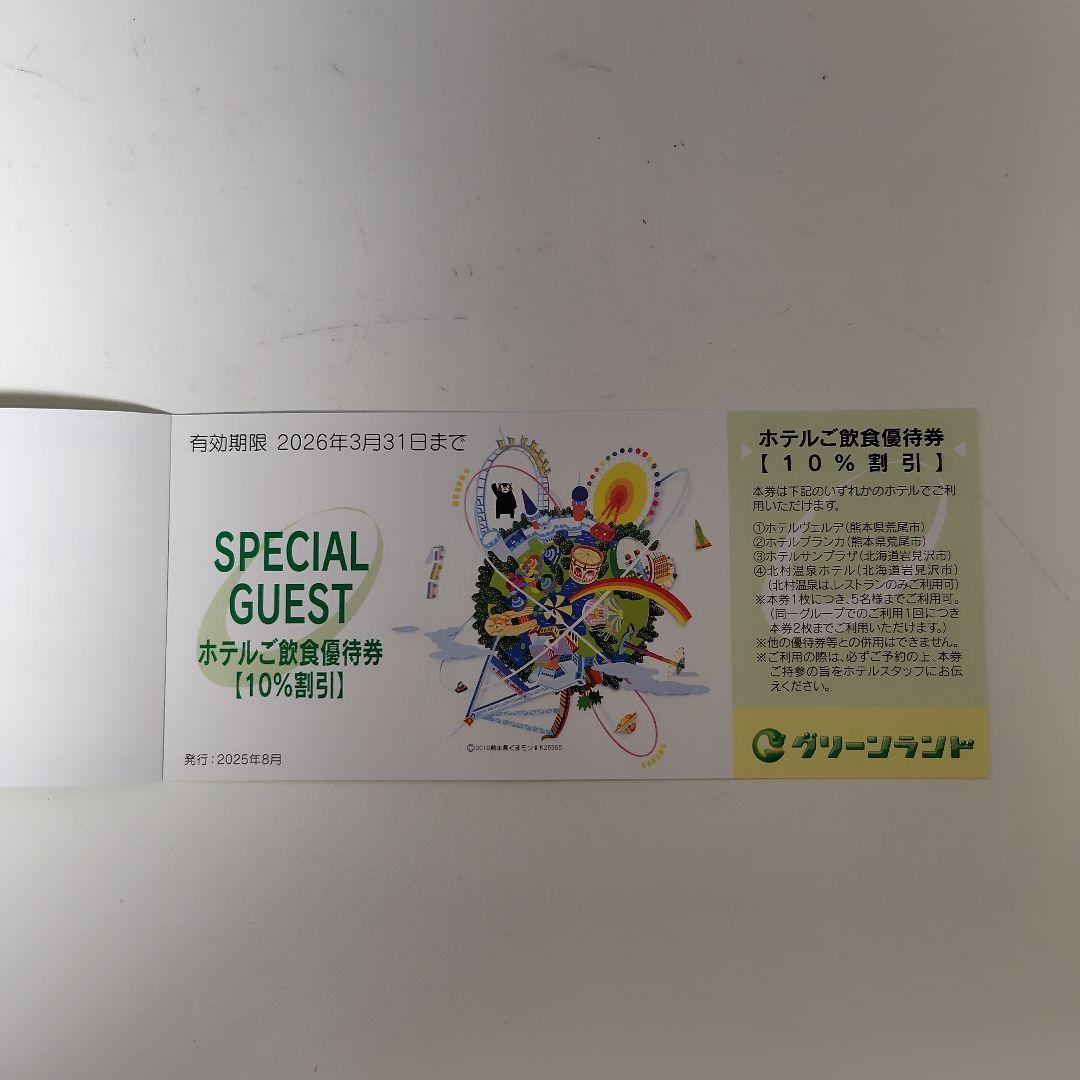 有効期限 2026年3月31日まで
SPECIAL
GUEST
ホテルご飲食優待券
【10%割引】
発行：2025年8月
©2010熊本県くまモン♯K25565
ホテルご飲食優待券
【10%割引】
本券は下記のいずれかのホテルでご利
用いただけます。
①ホテルヴェルデ(熊本県荒尾市)
②ホテルブランカ(熊本県荒尾市)
③ホテルサンプラザ(北海道岩見沢市)
④北村温泉ホテル(北海道岩見沢市)
(北村温泉は、レストランのみご利用可)
※本券1枚につき、5名様までご利用可。
(同一グループでのご利用1回につき
本券2枚までご利用いただけます。)
※他の優待券等との併用はできません。
※ご利用の際は、必ずご予約の上、本券
ご持参の旨をホテルスタッフにお伝
えください。
グリーンランド